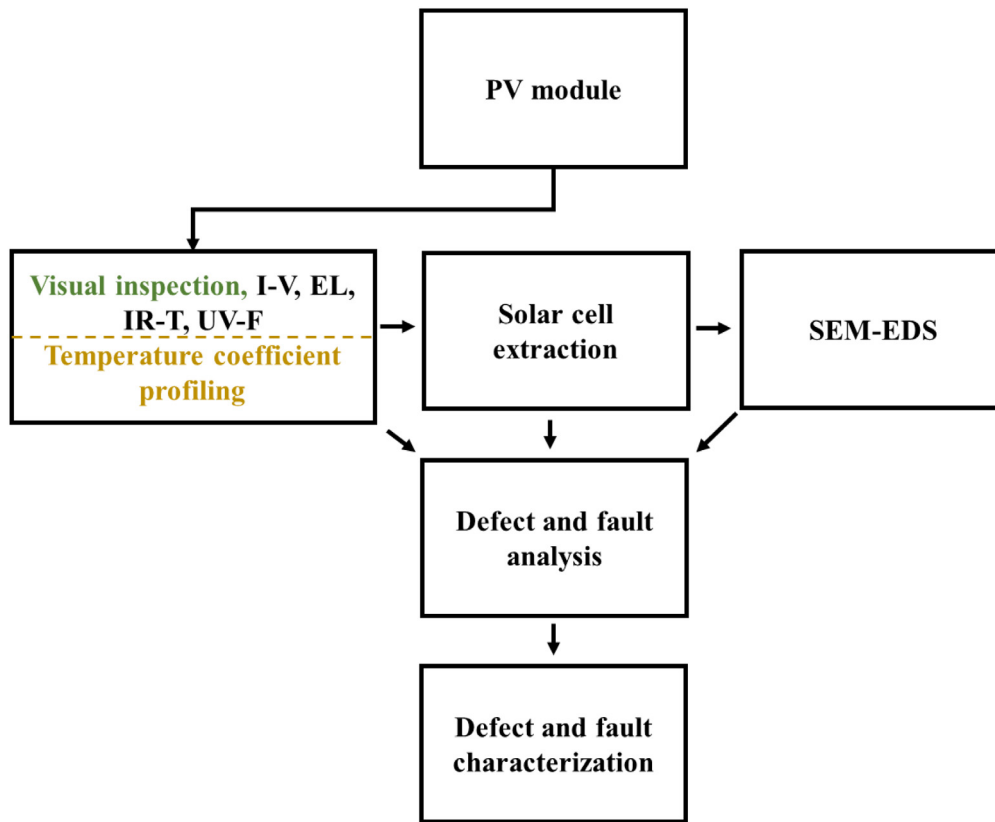 PV module
Visual inspection, I-V, EL,
IR-T, UV-F
Temperature coefficient
profiling
Solar cell
extraction
SEM-EDS
Defect and fault
analysis
Defect and fault
characterization